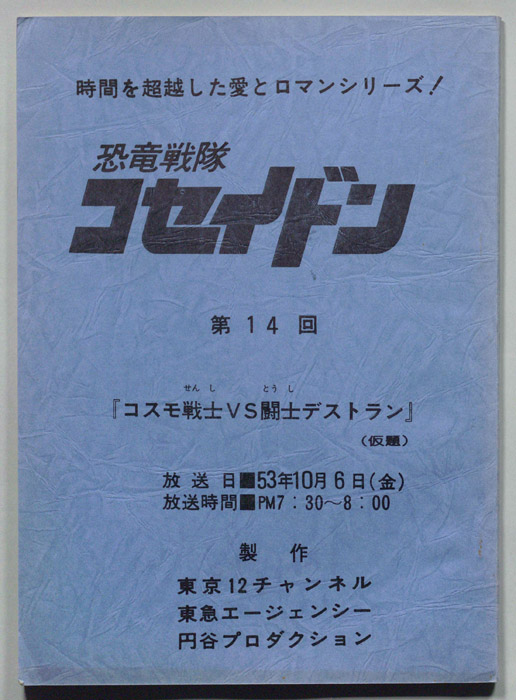 時間を超越した愛とロマンシリーズ!
恐竜戦隊
コセイドン
第14回
せんし とうし
『コスモ戦士VS闘士デストラン』
(仮題)
放送日■53年10月6日(金)
放送時間■PM7:30~8:00
製作
東京12チャンネル
東急エージェンシー
円谷プロダクション